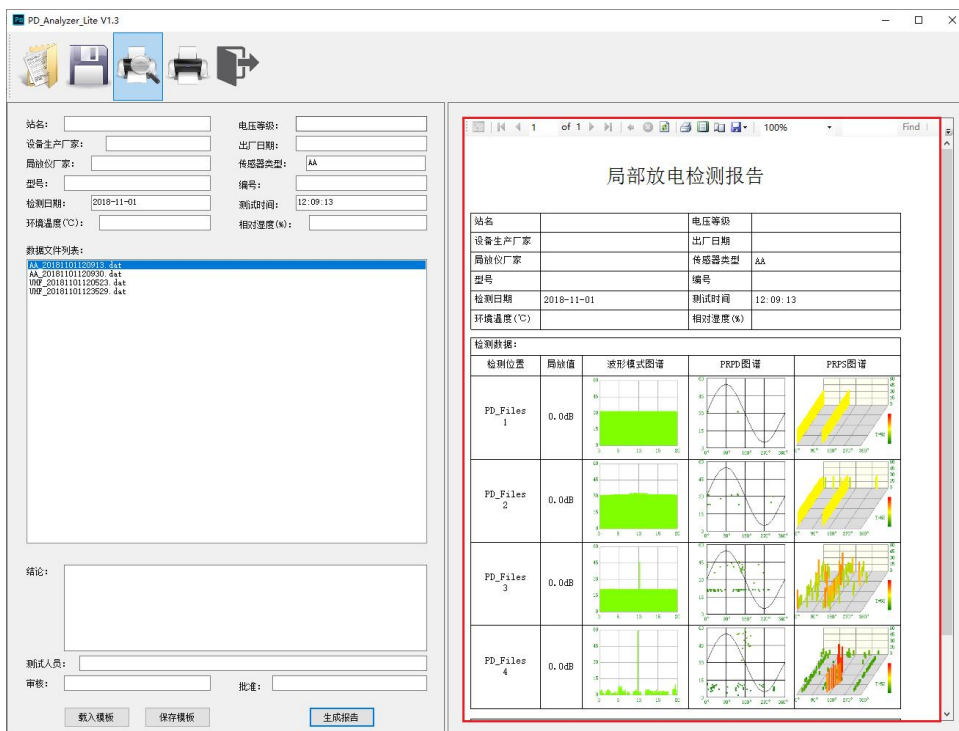 PD PD_Analyzer_Lite V1.3
站名:
电压等级:
设备生产厂家:
出厂日期:
局放仪厂家:
传感器类型: AA
型号:
编号:
检测日期: 2018-11-01
测试时间: 12:09:13
环境温度(℃):
相对湿度(%):
数据文件列表:
AA_20181101120913.dat
AA_20181101120930.dat
UHF_20181101120523.dat
UHF_20181101123529.dat
结论:
测试人员:
审核:
批准:
载入模板 保存模板 生成报告
1 of 1 100% Find
局部放电检测报告
站名 电压等级
设备生产厂家 出厂日期
局放仪厂家 传感器类型 AA
型号 编号
检测日期 2018-11-01 测试时间 12:09:13
环境温度(℃) 相对湿度(%)
检测数据:
检测位置 局放值 波形模式图谱 PRPD图谱 PRPS图谱
PD_Files
1
0.0dB
PD_Files
2
0.0dB
PD_Files
3
0.0dB
PD_Files
4
0.0dB